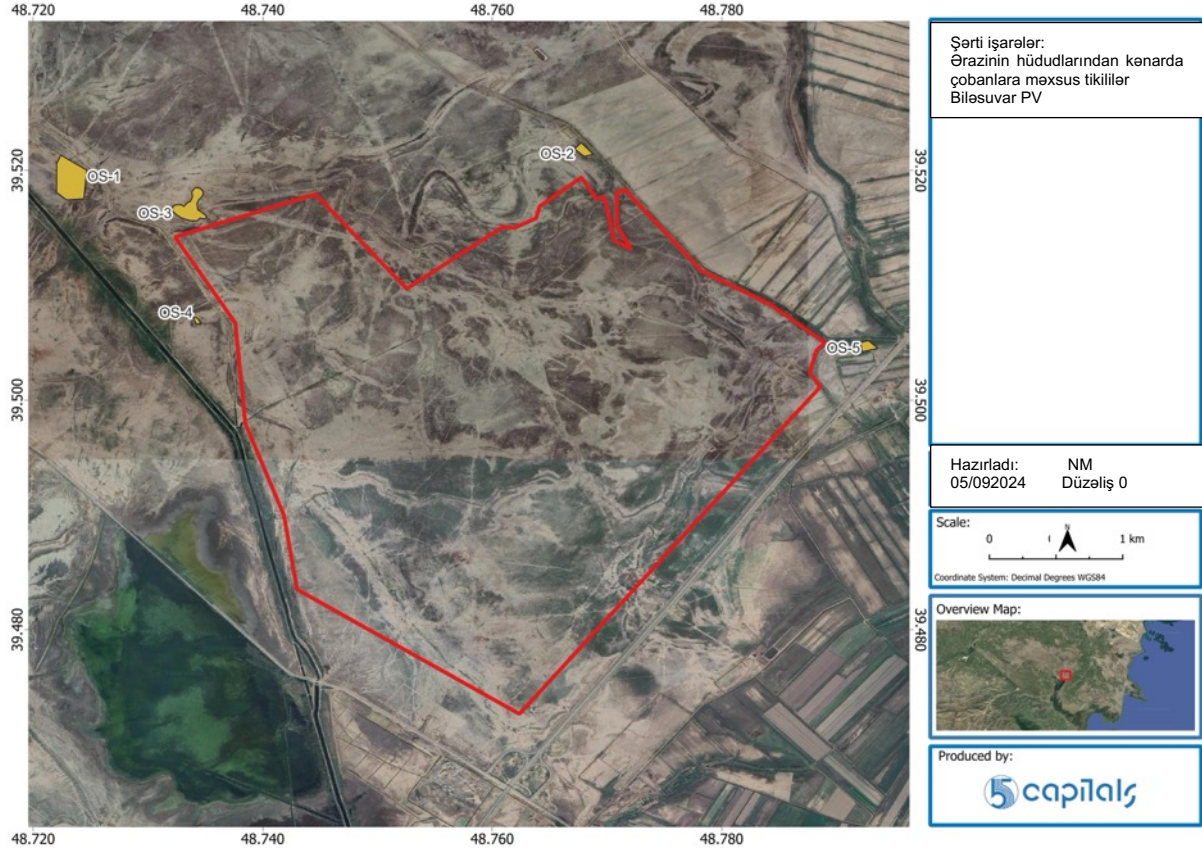 48.720
48.740
48.760
48.780
39.520
39.500
39.480
OS-1
OS-2
OS-3
OS-4
OS-5
39.520
39.500
39.480
48.720
48.740
48.760
48.780
Şərti işarələr:
Ərazinin hüdudlarından kənarda
çobanlara məxsus tikililər
Biləsuvar PV
Hazırladı: NM
05/092024 Düzəliş 0
Scale:
N
0 1 km
Coordinate System: Decimal Degrees WGS84
Overview Map:
Produced by:
5 capitals